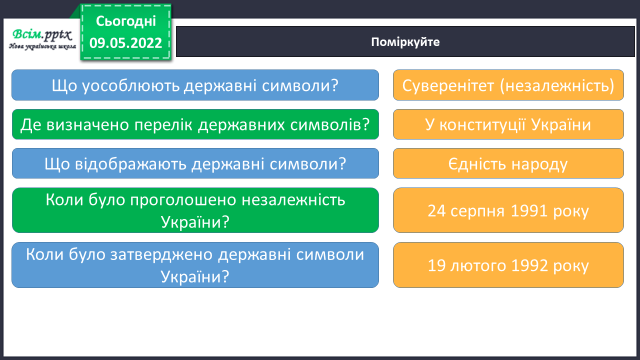 Всім.pptx
Нова українська школа
Сьогодні
09.05.2022
Поміркуйте
Що уособлюють державні символи?
Суверенітет (незалежність)
Де визначено перелік державних символів?
У конституції України
Що відображають державні символи?
Єдність народу
Коли було проголошено незалежність
України?
24 серпня 1991 року
Коли було затверджено державні символи
України?
19 лютого 1992 року